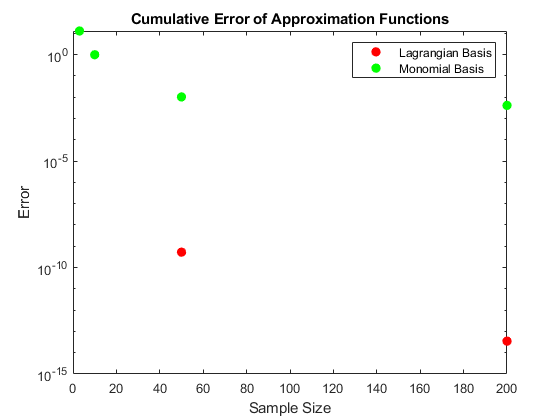 Cumulative Error of Approximation Functions
Lagrangian Basis
Monomial Basis
10^0
10^-5
10^-10
10^-15
Error
0 20 40 60 80 100 120 140 160 180 200
Sample Size